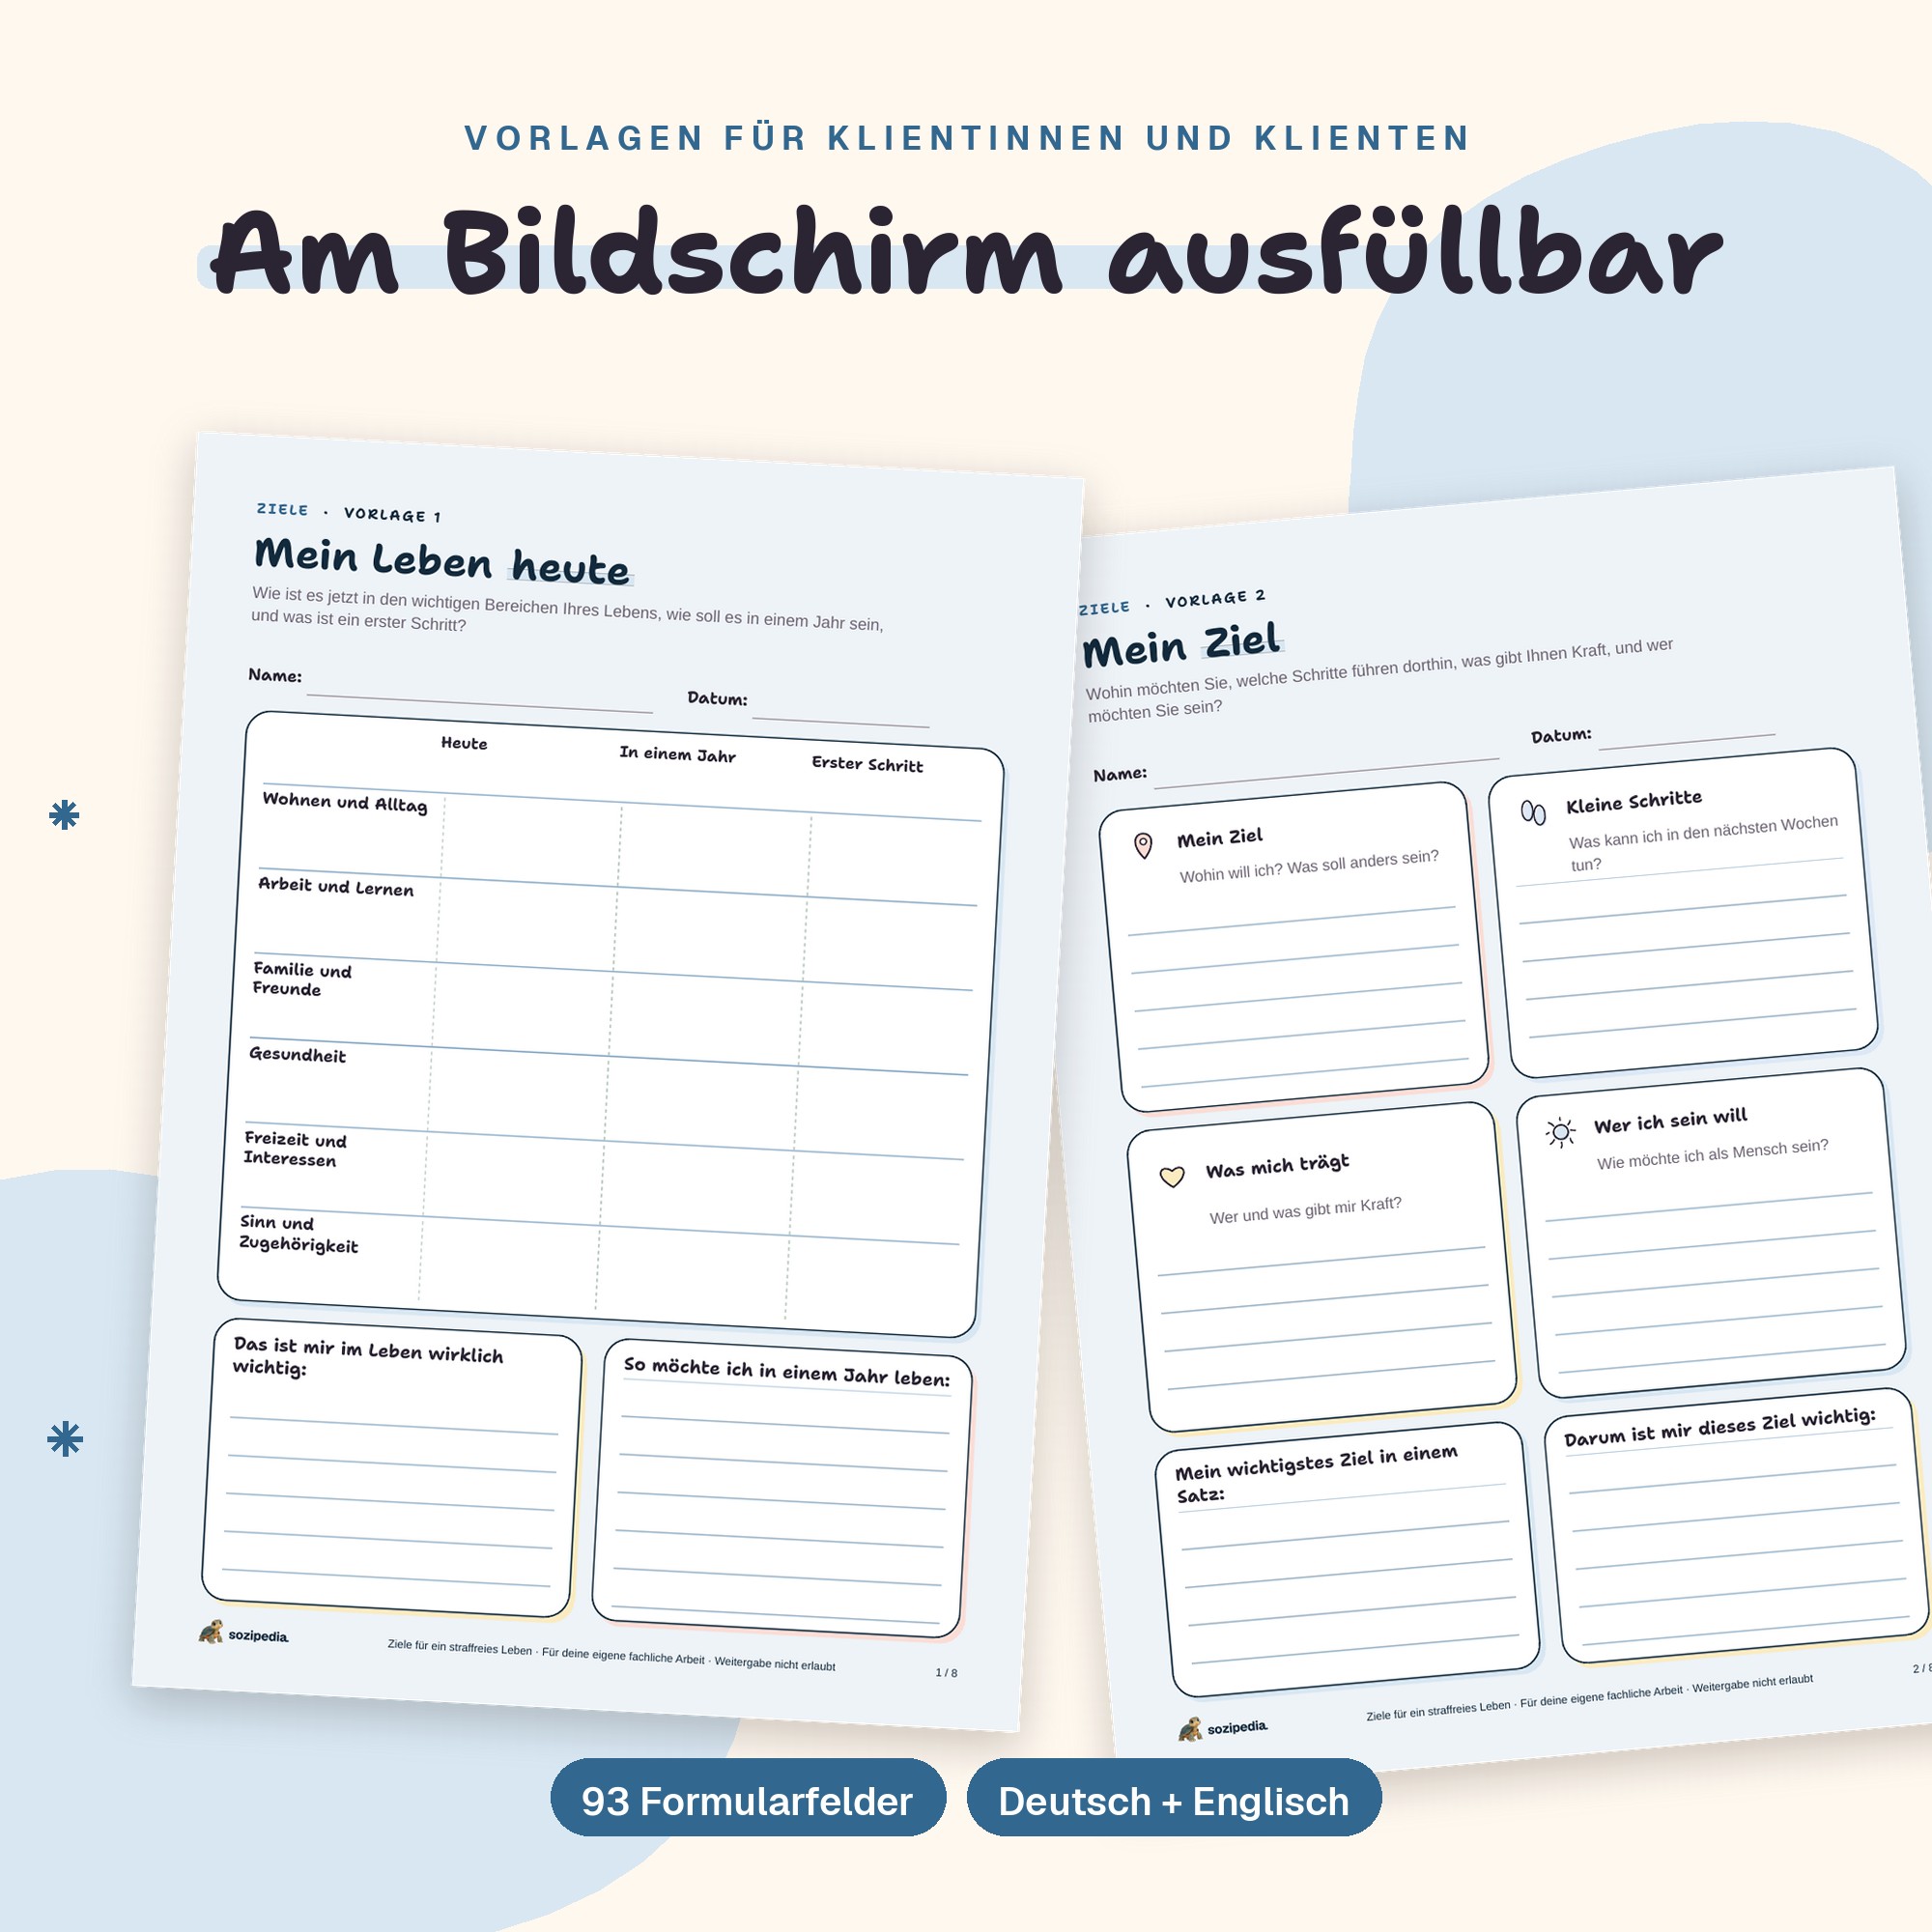 VORLAGEN FÜR KLIENTINNEN UND KLIENTEN
Am Bildschirm ausfüllbar
ZIELE · VORLAGE 1
Mein Leben heute
Wie ist es jetzt in den wichtigen Bereichen Ihres Lebens, wie soll es in einem Jahr sein,
und was ist ein erster Schritt?
Name:
Datum:
Heute
In einem Jahr
Erster Schritt
Wohnen und Alltag
Arbeit und Lernen
Familie und
Freunde
Gesundheit
Freizeit und
Interessen
Sinn und
Zugehörigkeit
Das ist mir im Leben wirklich
wichtig:
So möchte ich in einem Jahr leben:
sozipedia.
Ziele für ein straffreies Leben · Für deine eigene fachliche Arbeit · Weitergabe nicht erlaubt
1 / 8
ZIELE · VORLAGE 2
Mein Ziel
Wohin möchten Sie, welche Schritte führen dorthin, was gibt Ihnen Kraft, und wer
möchten Sie sein?
Name:
Datum:
Mein Ziel
Wohin will ich? Was soll anders sein?
Kleine Schritte
Was kann ich in den nächsten Wochen
tun?
Was mich trägt
Wer und was gibt mir Kraft?
Wer ich sein will
Wie möchte ich als Mensch sein?
Mein wichtigstes Ziel in einem
Satz:
Darum ist mir dieses Ziel wichtig:
sozipedia.
Ziele für ein straffreies Leben · Für deine eigene fachliche Arbeit · Weitergabe nicht erlaubt
2 / 8
93 Formularfelder
Deutsch + Englisch